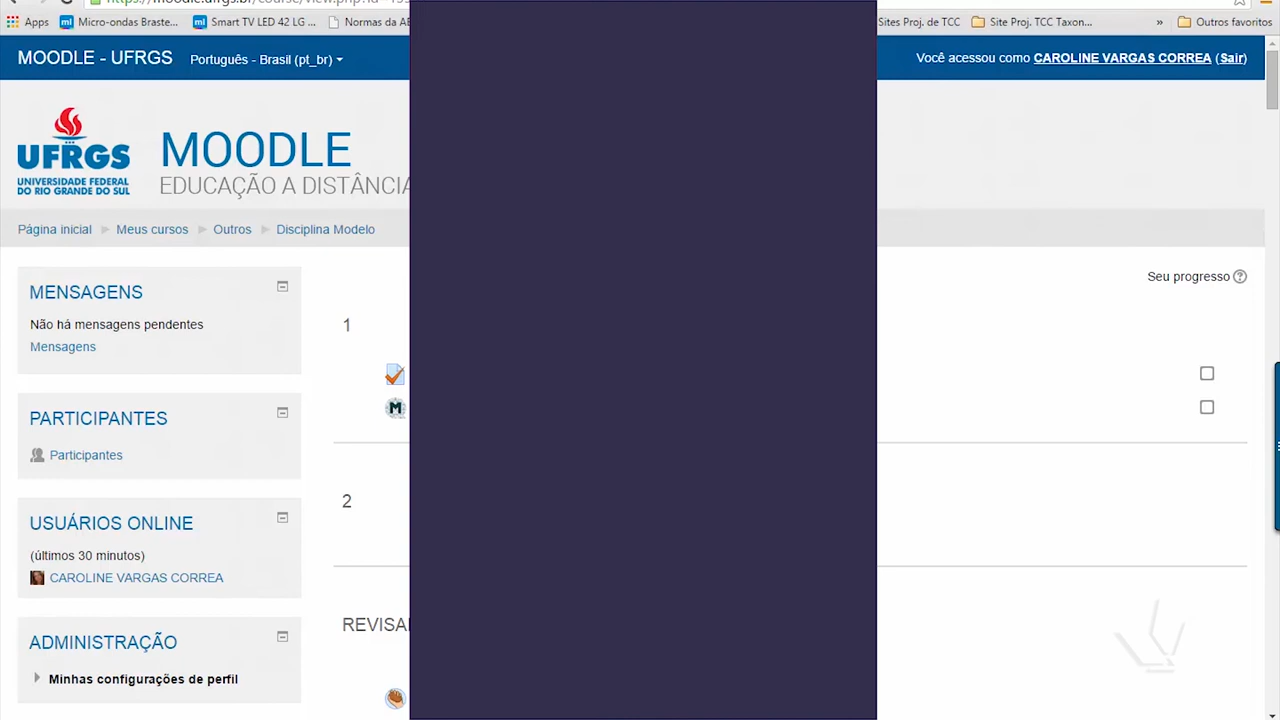 Apps
Micro-ondas Braste...
Smart TV LED 42 LG ...
Normas da AB
Sites Proj. de TCC
Site Proj. TCC Taxon...
»
Outros favoritos
MOODLE - UFRGS
Português - Brasil (pt_br)
Você acessou como CAROLINE VARGAS CORREA (Sair)
UFRGS
UNIVERSIDADE FEDERAL
DO RIO GRANDE DO SUL
MOODLE
EDUCAÇÃO A DISTÂNCIA
Página inicial
Meus cursos
Outros
Disciplina Modelo
MENSAGENS
Não há mensagens pendentes
Mensagens
PARTICIPANTES
Participantes
USUÁRIOS ONLINE
(últimos 30 minutos)
CAROLINE VARGAS CORREA
ADMINISTRAÇÃO
Minhas configurações de perfil
Seu progresso
1
M
2
REVISA